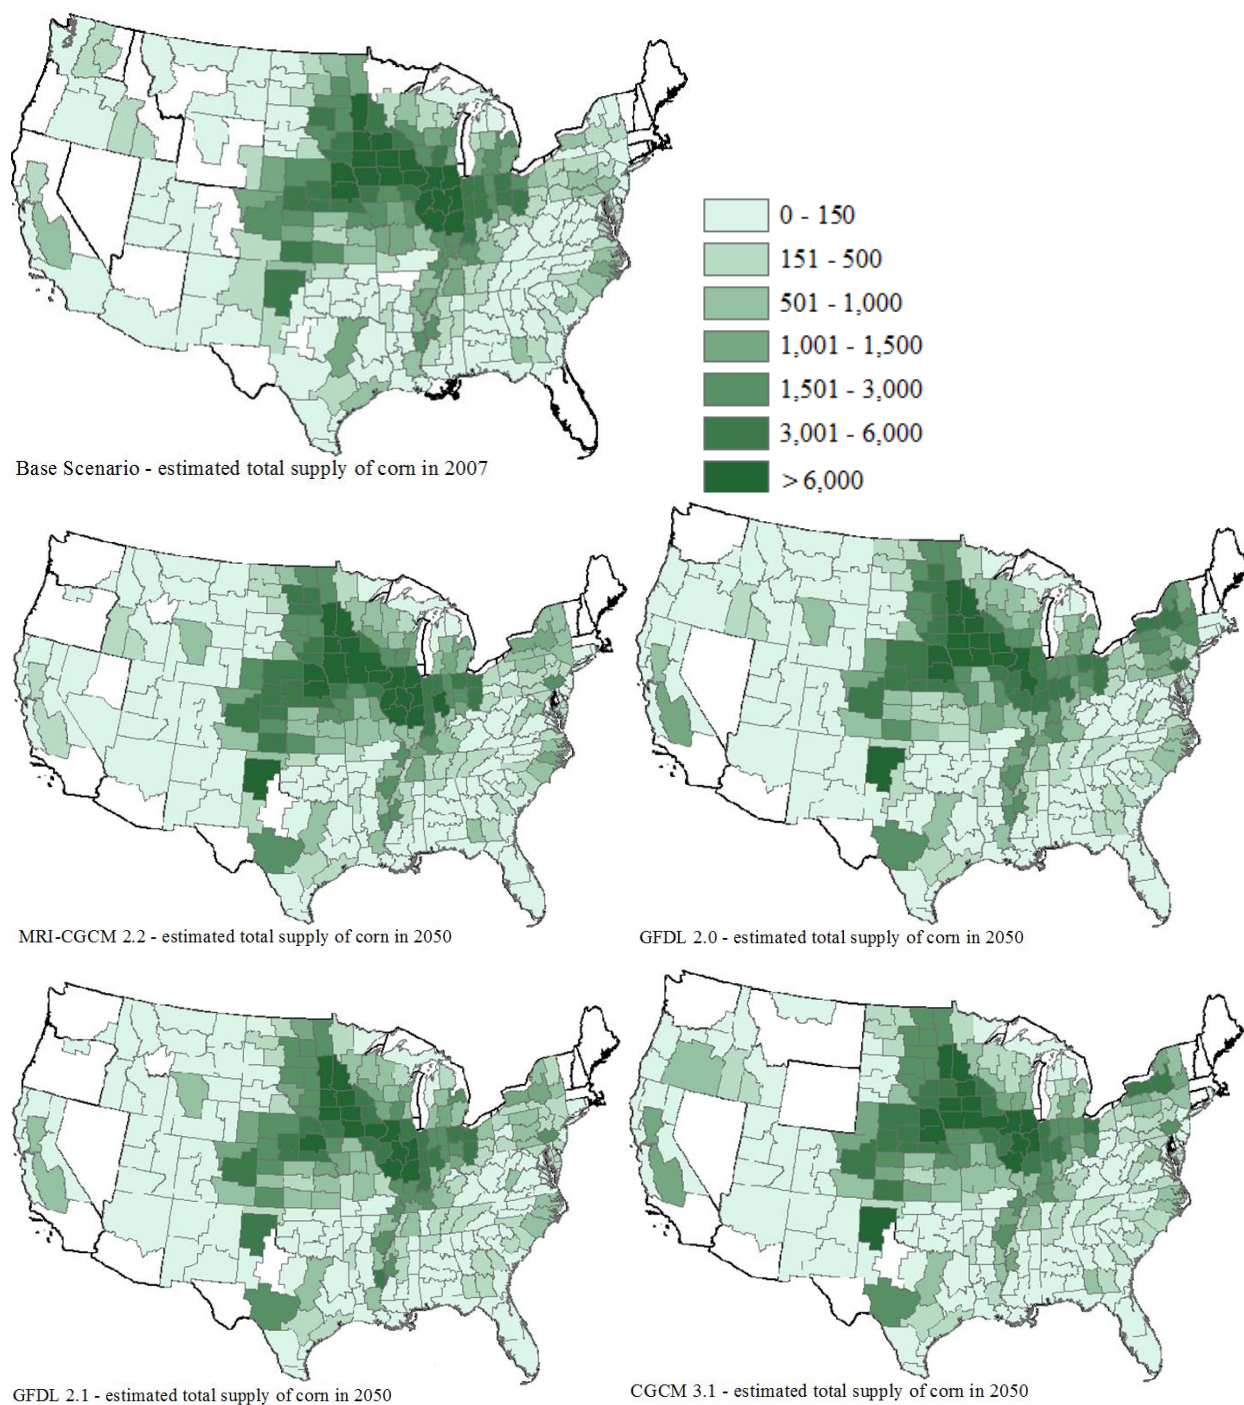 0 - 150
151 - 500
501 - 1,000
1,001 - 1,500
1,501 - 3,000
3,001 - 6,000
> 6,000
Base Scenario - estimated total supply of corn in 2007
MRI-CGCM 2.2 - estimated total supply of corn in 2050
GFDL 2.0 - estimated total supply of corn in 2050
GFDL 2.1 - estimated total supply of corn in 2050
CGCM 3.1 - estimated total supply of corn in 2050